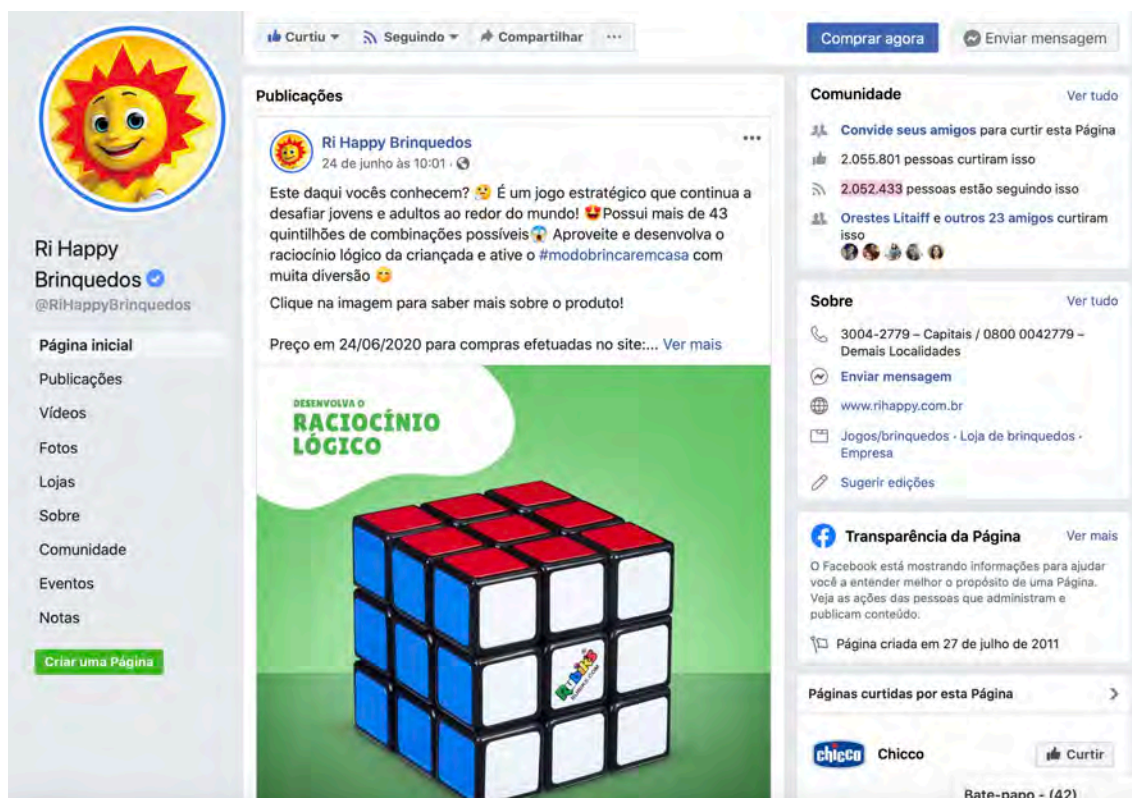 Curtiu
Seguindo
Compartilhar
Comprar agora
Enviar mensagem
Ri Happy
Brinquedos
@RiHappyBrinquedos
Página inicial
Publicações
Vídeos
Fotos
Lojas
Sobre
Comunidade
Eventos
Notas
Criar uma Página
Publicações
Ri Happy Brinquedos
24 de junho às 10:01 ·
Este daqui vocês conhecem? 🤔 É um jogo estratégico que continua a
desafiar jovens e adultos ao redor do mundo! 🤩Possui mais de 43
quintilhões de combinações possíveis😱 Aproveite e desenvolva o
raciocínio lógico da criançada e ative o #modobrincaremcasa com
muita diversão 😊
Clique na imagem para saber mais sobre o produto!
Preço em 24/06/2020 para compras efetuadas no site:... Ver mais
DESENVOLVA O
RACIOCÍNIO
LÓGICO
Rubik's
RUBIKS.COM
Comunidade
Ver tudo
Convide seus amigos para curtir esta Página
2.055.801 pessoas curtiram isso
2.052.433 pessoas estão seguindo isso
Orestes Litaiff e outros 23 amigos curtiram
isso
Sobre
Ver tudo
3004-2779 – Capitais / 0800 0042779 –
Demais Localidades
Enviar mensagem
www.rihappy.com.br
Jogos/brinquedos · Loja de brinquedos ·
Empresa
Sugerir edições
Transparência da Página
Ver mais
O Facebook está mostrando informações para ajudar
você a entender melhor o propósito de uma Página.
Veja as ações das pessoas que administram e
publicam conteúdo.
Página criada em 27 de julho de 2011
Páginas curtidas por esta Página
chicco
Chicco
Curtir
Bate-papo - (42)